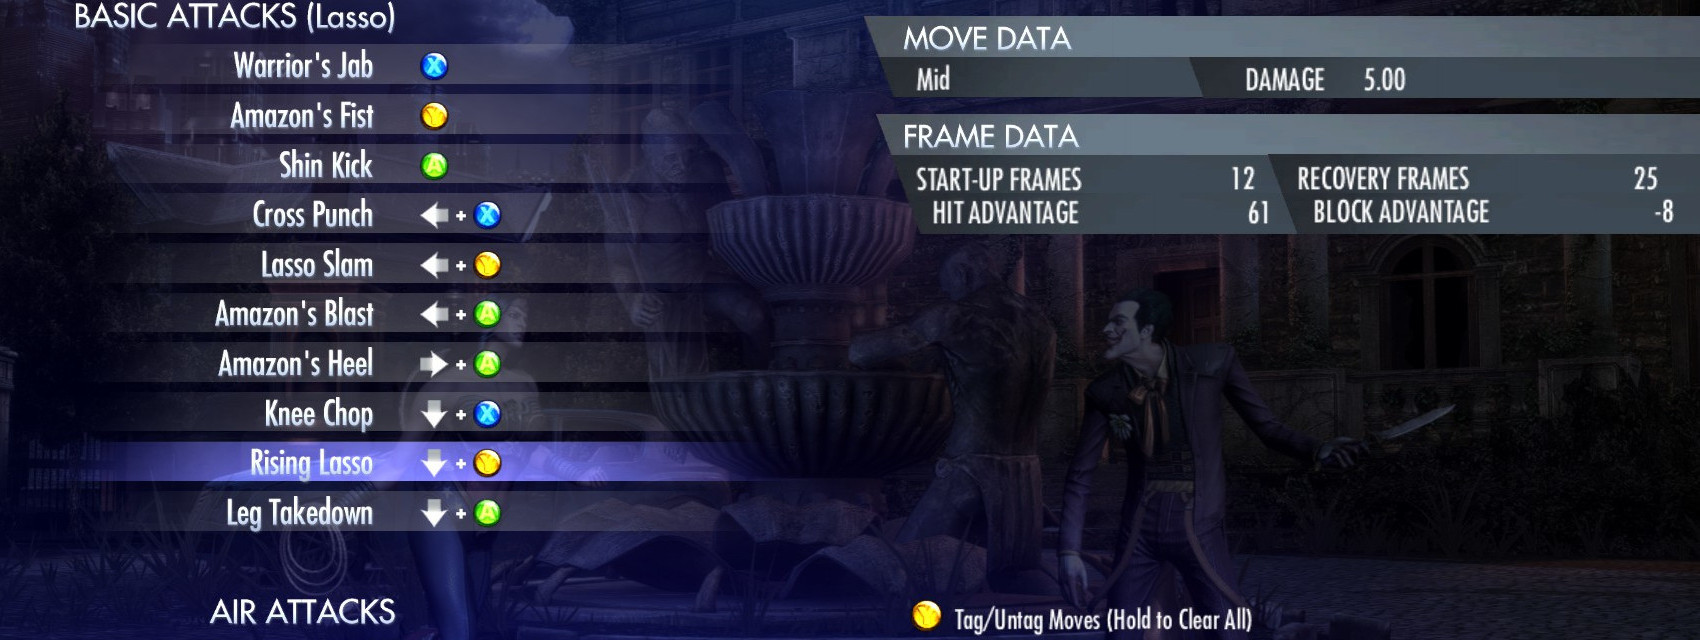 BASIC ATTACKS (Lasso)
Warrior's Jab X
Amazon's Fist Y
Shin Kick A
Cross Punch + X
Lasso Slam + Y
Amazon's Blast + A
Amazon's Heel + A
Knee Chop + X
Rising Lasso + Y
Leg Takedown + A
AIR ATTACKS
MOVE DATA
Mid DAMAGE 5.00
FRAME DATA
START-UP FRAMES 12 RECOVERY FRAMES 25
HIT ADVANTAGE 61 BLOCK ADVANTAGE -8
Y Tag/Untag Moves (Hold to Clear All)